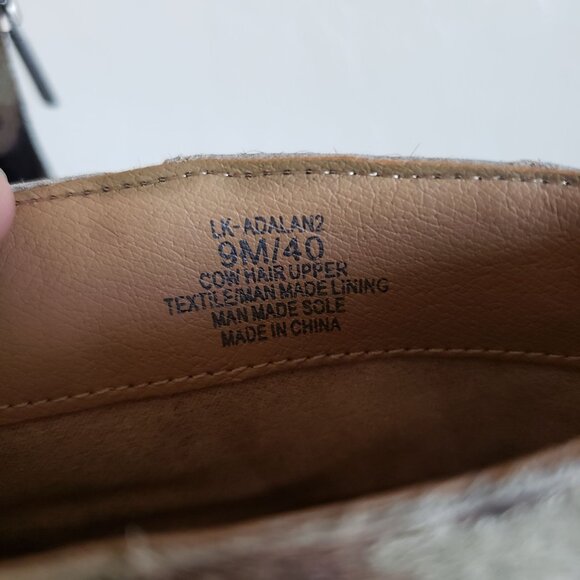 LK-ADALAN2
9M/40
COW HAIR UPPER
TEXTILE/MAN MADE LINING
MAN MADE SOLE
MADE IN CHINA